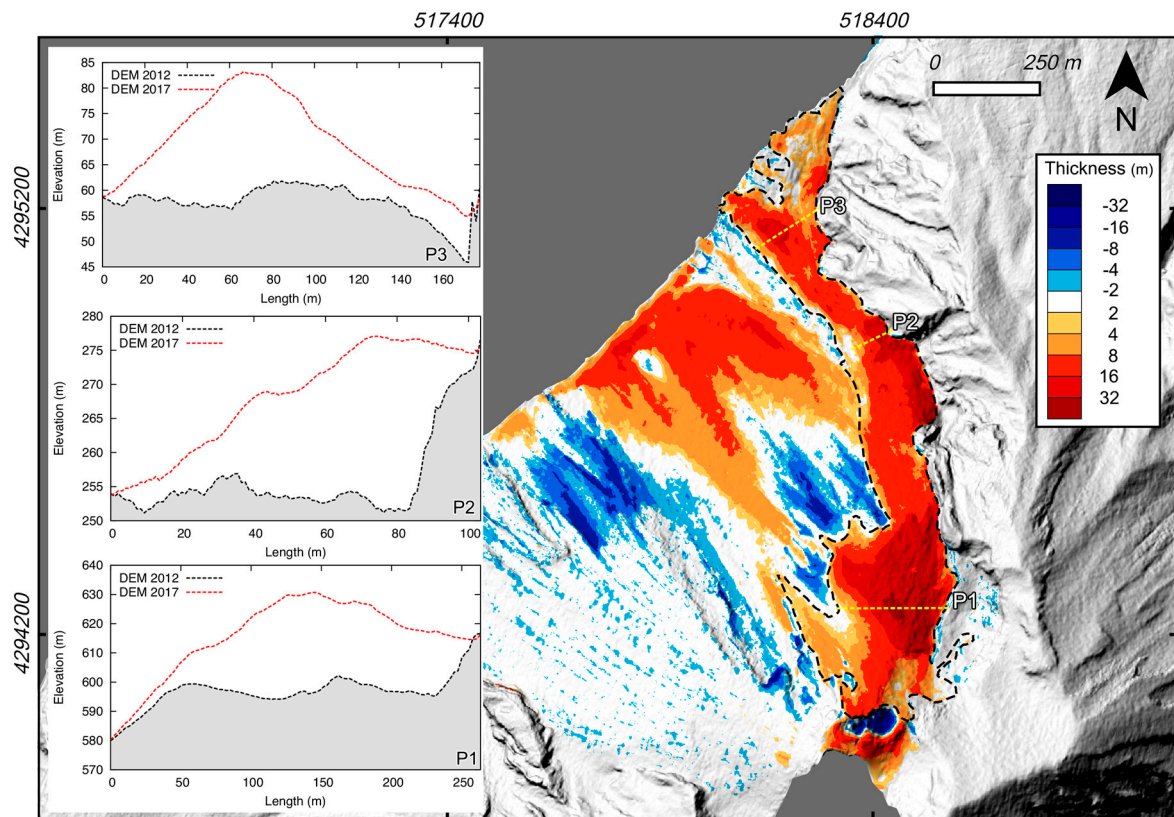 517400
518400
4295200
4294200
85
80
75
70
65
60
55
50
45
Elevation (m)
DEM 2012
DEM 2017
P3
0 20 40 60 80 100 120 140 160
Length (m)
280
275
270
265
260
255
250
Elevation (m)
DEM 2012
DEM 2017
P2
0 20 40 60 80 100
Length (m)
640
630
620
610
600
590
580
570
Elevation (m)
DEM 2012
DEM 2017
P1
0 50 100 150 200 250
Length (m)
0 250 m
N
Thickness (m)
-32
-16
-8
-4
-2
2
4
8
16
32
P3
P2
P1